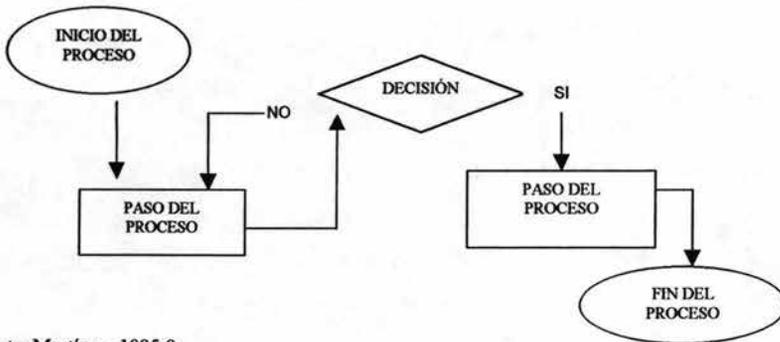 INICIO DEL
PROCESO
DECISIÓN
SI
NO
PASO DEL
PROCESO
PASO DEL
PROCESO
FIN DEL
PROCESO